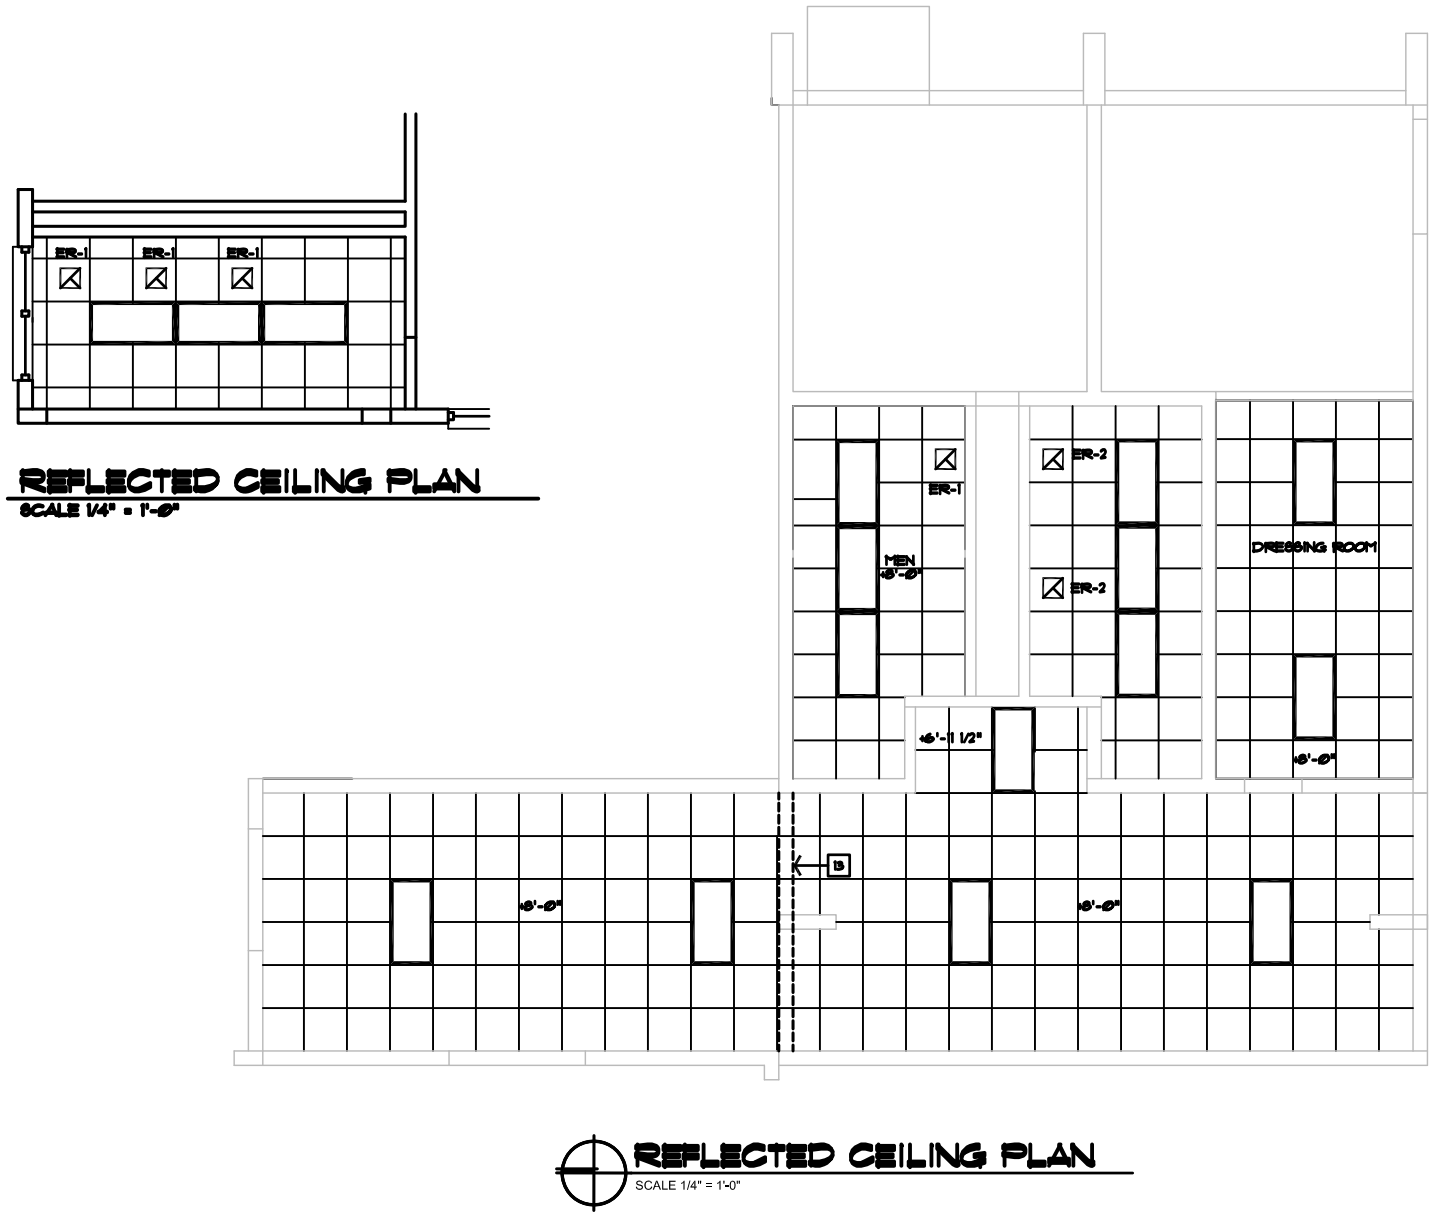 ER-1 ER-1 ER-1
REFLECTED CEILING PLAN
SCALE 1/4" = 1'-0"
ER-1
ER-2
MEN
+8'-0"
ER-2
DRESSING ROOM
+6'-11 1/2"
+8'-0"
13
+8'-0"
+8'-0"
REFLECTED CEILING PLAN
SCALE 1/4" = 1'-0"